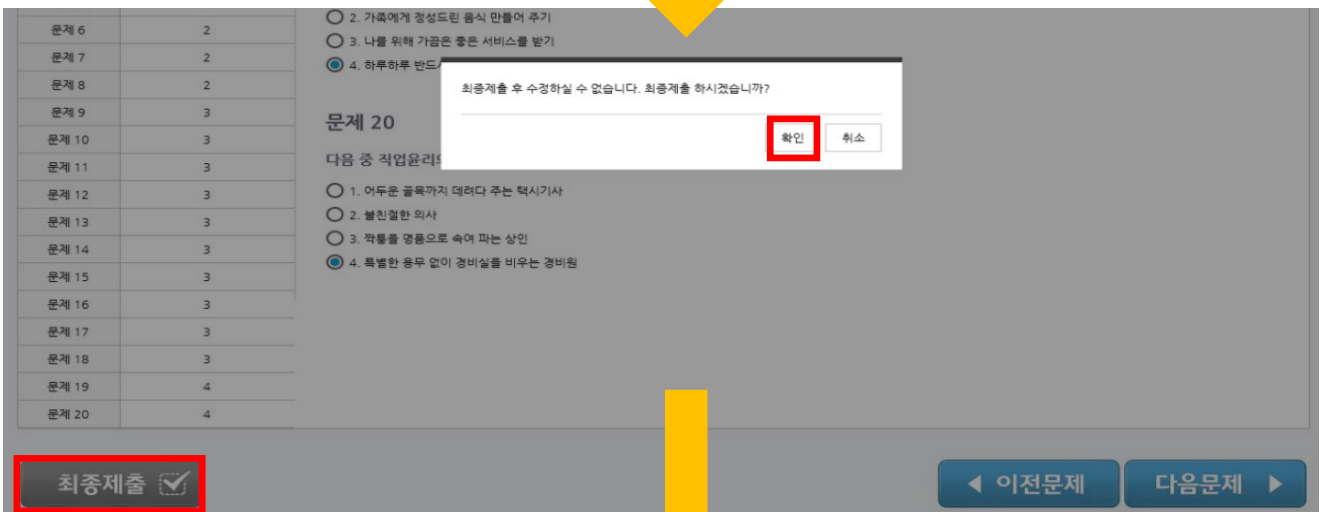 문제 6 2
문제 7 2
문제 8 2
문제 9 3
문제 10 3
문제 11 3
문제 12 3
문제 13 3
문제 14 3
문제 15 3
문제 16 3
문제 17 3
문제 18 3
문제 19 4
문제 20 4
2. 가족에게 정성드린 음식 만들어 주기
3. 나를 위해 가끔은 좋은 서비스를 받기
4. 하루하루 반드
최종제출 후 수정하실 수 없습니다. 최종제출 하시겠습니까?
확인 취소
문제 20
다음 중 직업윤리
1. 어두운 골목까지 데려다 주는 택시기사
2. 불친절한 의사
3. 짝퉁을 명품으로 속여 파는 상인
4. 특별한 용무 없이 경비실을 비우는 경비원
최종제출
이전문제
다음문제